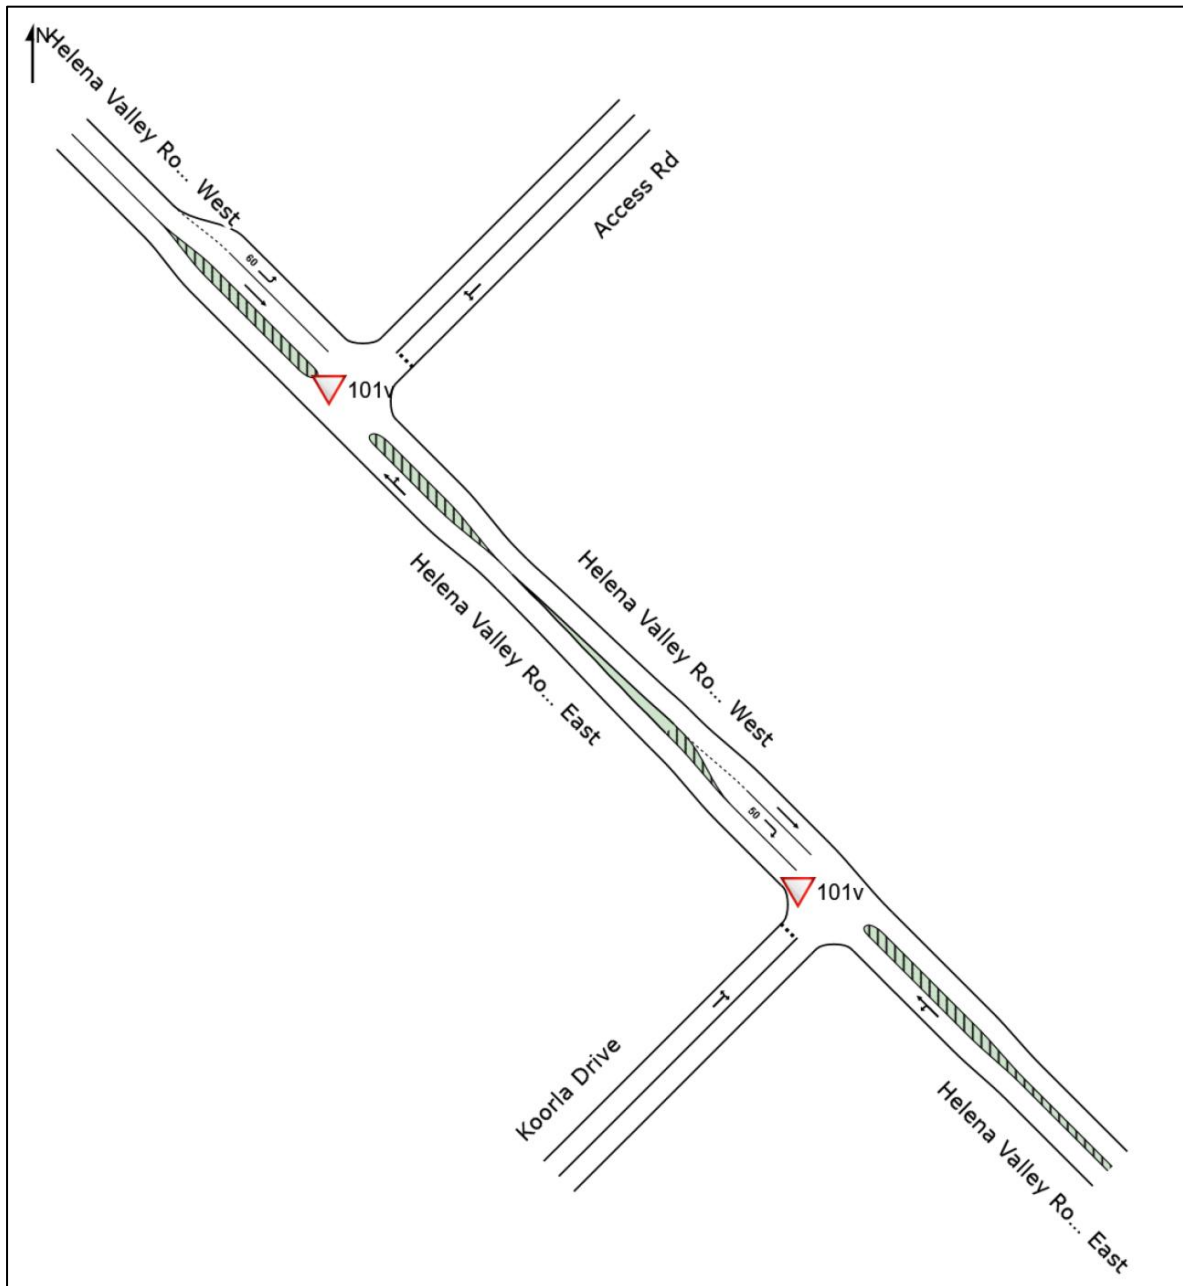 N
Helena Valley Ro... West
Access Rd
60
101v
Helena Valley Ro... East
Helena Valley Ro... West
50
101v
Koorla Drive
Helena Valley Ro... East